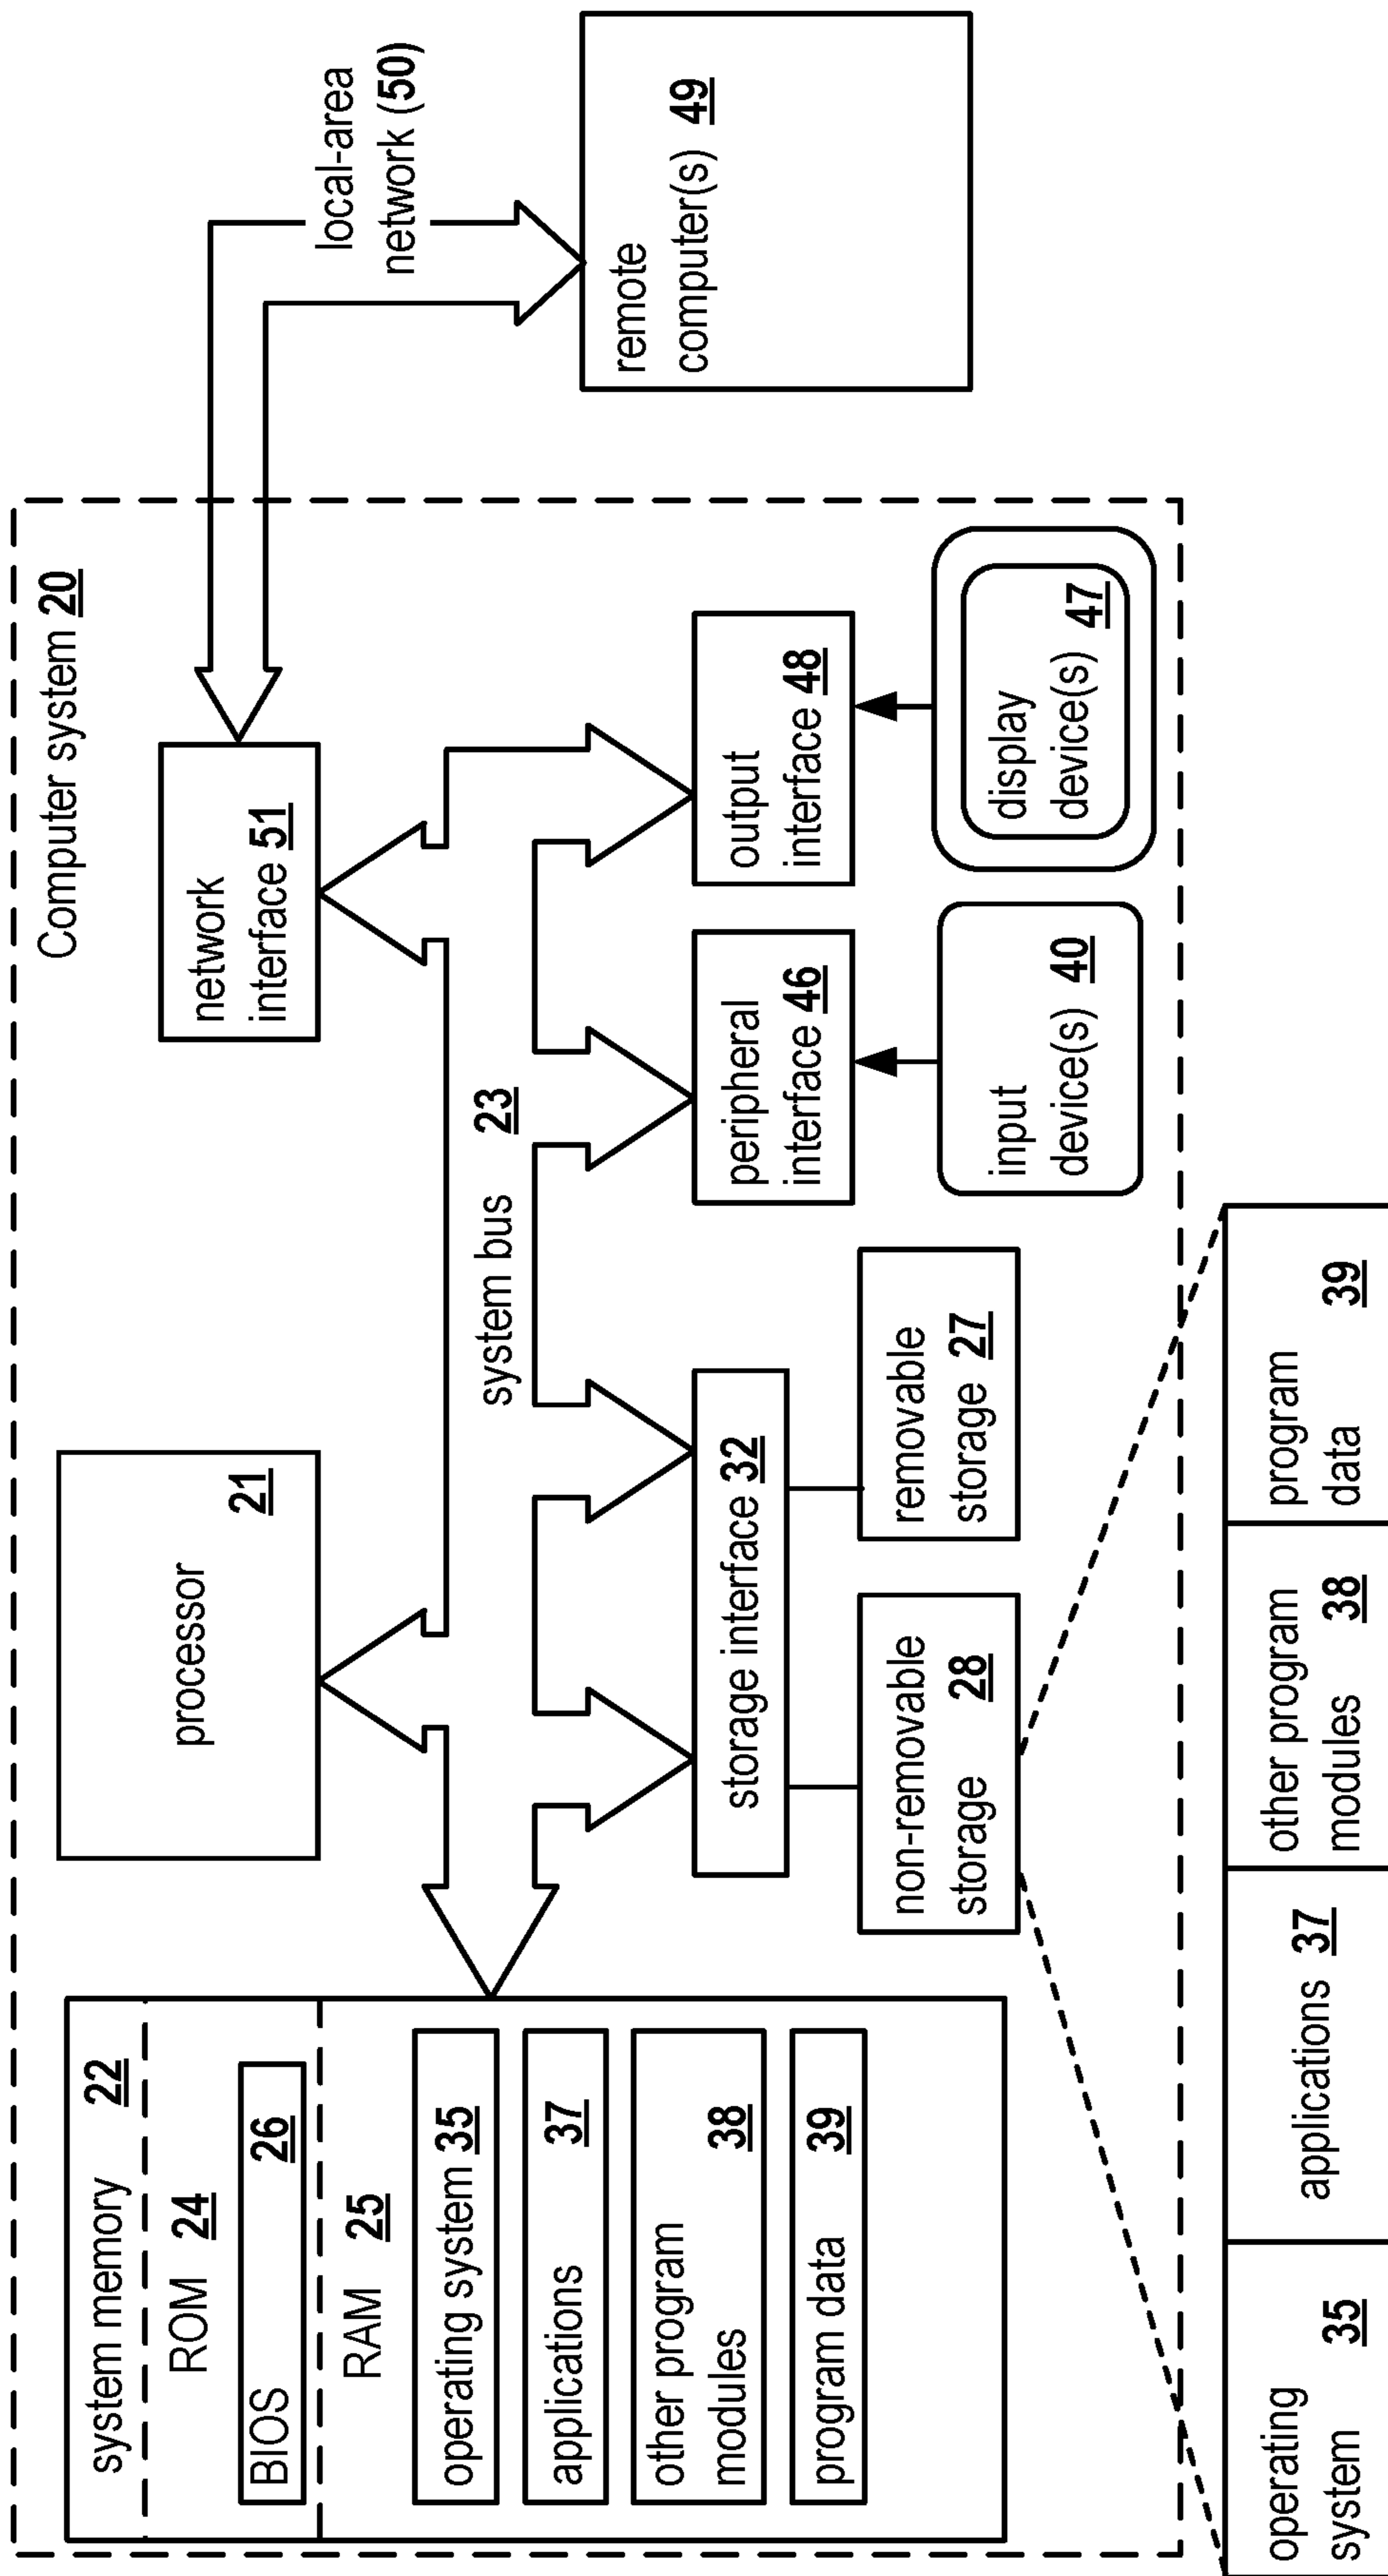 Computer system 20
system memory 22
ROM 24
BIOS 26
RAM 25
operating system 35
applications 37
other program
modules 38
program data 39
processor
21
network
interface 51
local-area
network (50)
system bus 23
storage interface 32
non-removable
storage 28
removable
storage 27
peripheral
interface 46
output
interface 48
input
device(s) 40
display
device(s) 47
remote
computer(s) 49
operating
system 35
applications 37
other program
modules 38
program
data 39